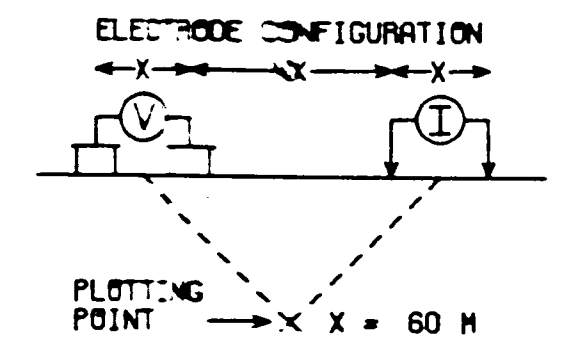 ELECTRODE CONFIGURATION
X X X
V I
PLOTTING
POINT X = 60 M